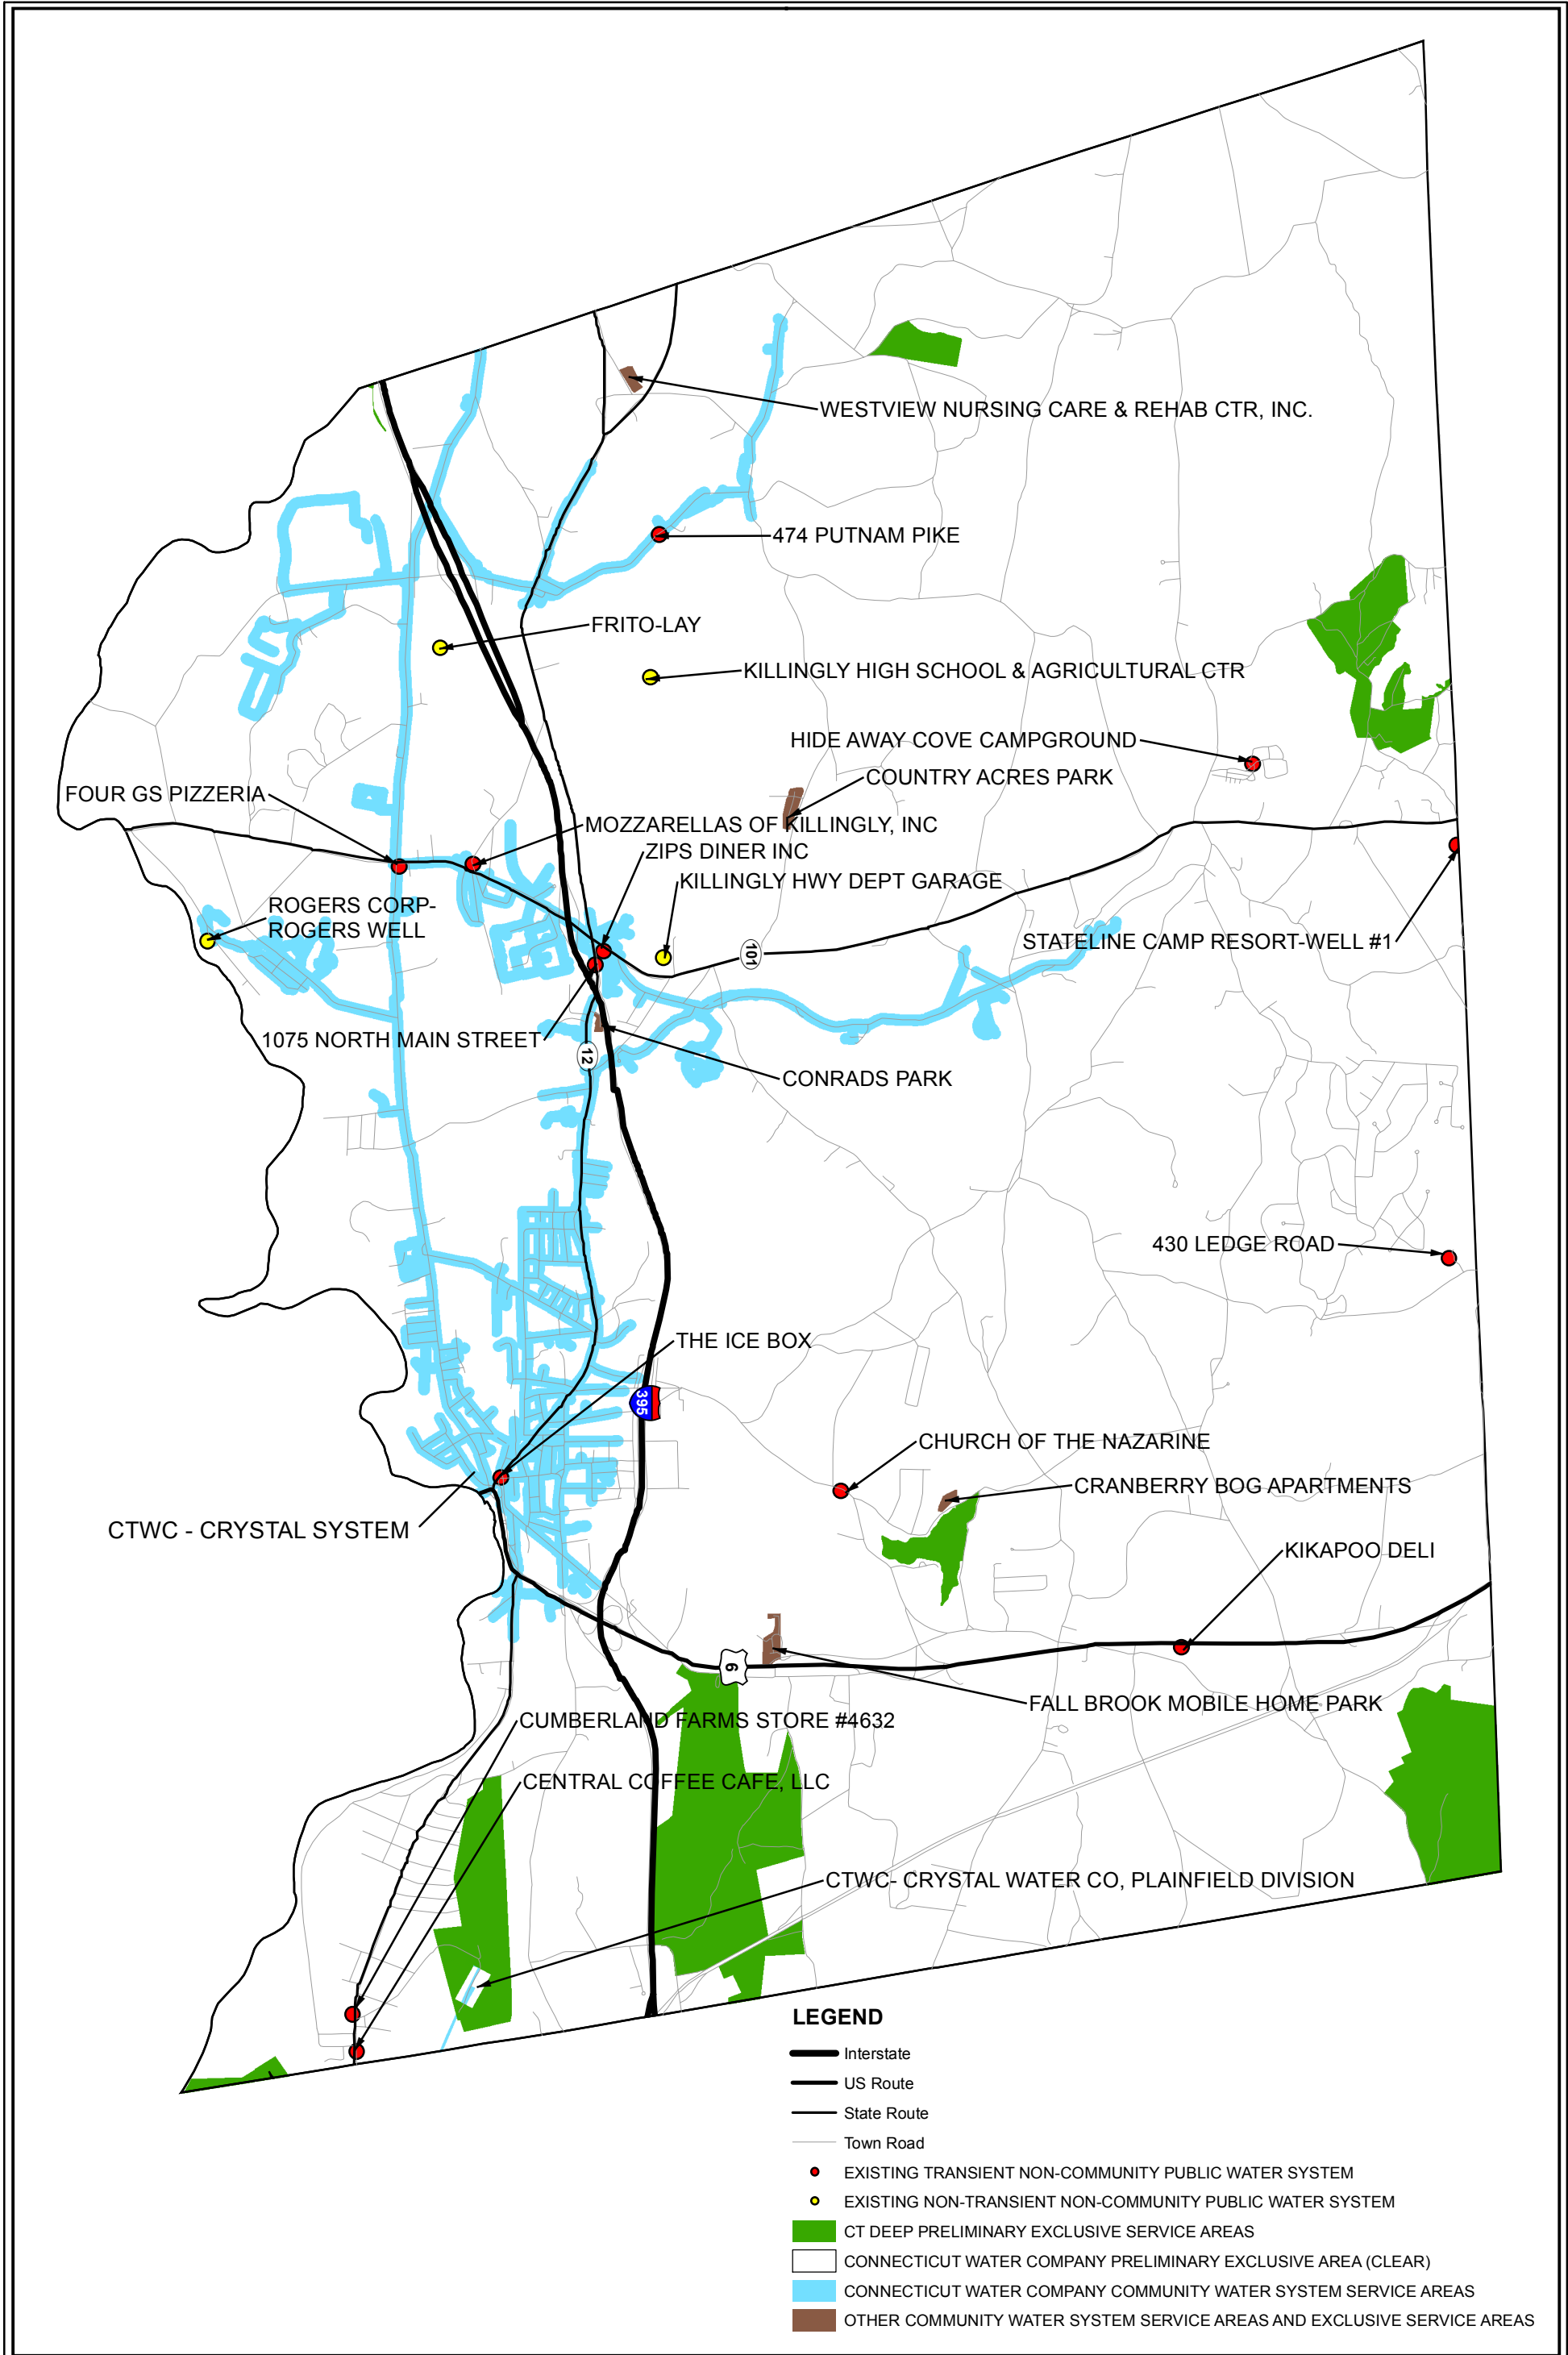 WESTVIEW NURSING CARE & REHAB CTR, INC.
474 PUTNAM PIKE
FRITO-LAY
KILLINGLY HIGH SCHOOL & AGRICULTURAL CTR
HIDE AWAY COVE CAMPGROUND
COUNTRY ACRES PARK
FOUR GS PIZZERIA
MOZZARELLAS OF KILLINGLY, INC
ZIPS DINER INC
KILLINGLY HWY DEPT GARAGE
ROGERS CORP-
ROGERS WELL
STATELINE CAMP RESORT-WELL #1
101
1075 NORTH MAIN STREET
12
CONRADS PARK
430 LEDGE ROAD
THE ICE BOX
395
CHURCH OF THE NAZARINE
CRANBERRY BOG APARTMENTS
CTWC - CRYSTAL SYSTEM
KIKAPOO DELI
6
FALL BROOK MOBILE HOME PARK
CUMBERLAND FARMS STORE #4632
CENTRAL COFFEE CAFE, LLC
CTWC- CRYSTAL WATER CO, PLAINFIELD DIVISION
LEGEND
Interstate
US Route
State Route
Town Road
EXISTING TRANSIENT NON-COMMUNITY PUBLIC WATER SYSTEM
EXISTING NON-TRANSIENT NON-COMMUNITY PUBLIC WATER SYSTEM
CT DEEP PRELIMINARY EXCLUSIVE SERVICE AREAS
CONNECTICUT WATER COMPANY PRELIMINARY EXCLUSIVE AREA (CLEAR)
CONNECTICUT WATER COMPANY COMMUNITY WATER SYSTEM SERVICE AREAS
OTHER COMMUNITY WATER SYSTEM SERVICE AREAS AND EXCLUSIVE SERVICE AREAS